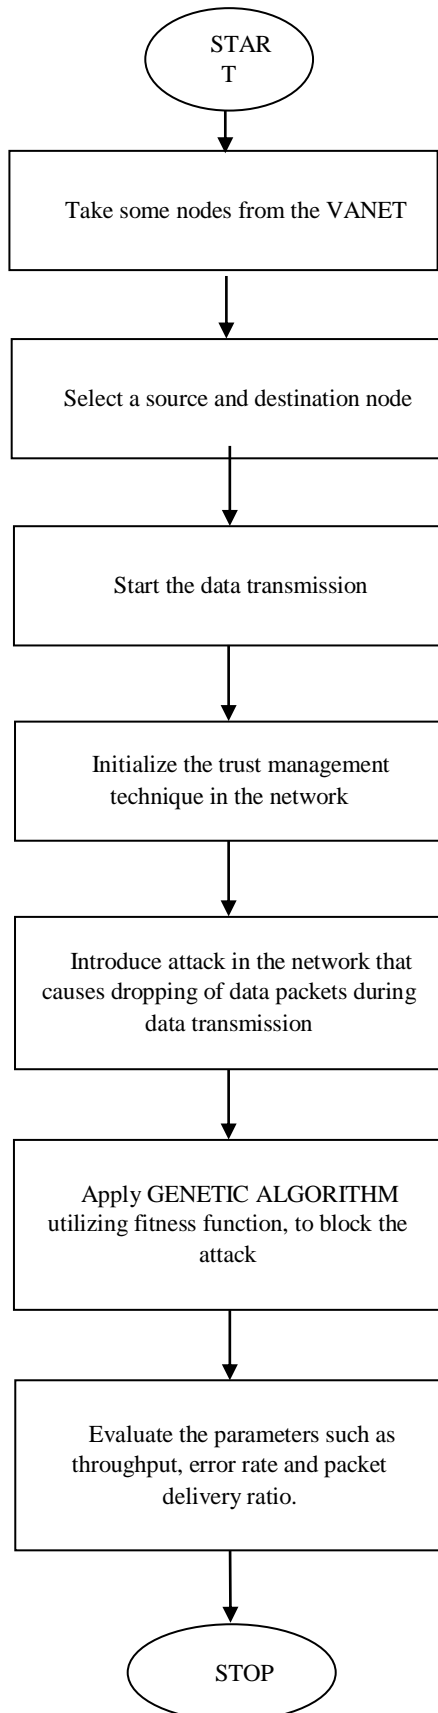 STAR
T
Take some nodes from the VANET
Select a source and destination node
Start the data transmission
Initialize the trust management
technique in the network
Introduce attack in the network that
causes dropping of data packets during
data transmission
Apply GENETIC ALGORITHM
utilizing fitness function, to block the
attack
Evaluate the parameters such as
throughput, error rate and packet
delivery ratio.
STOP